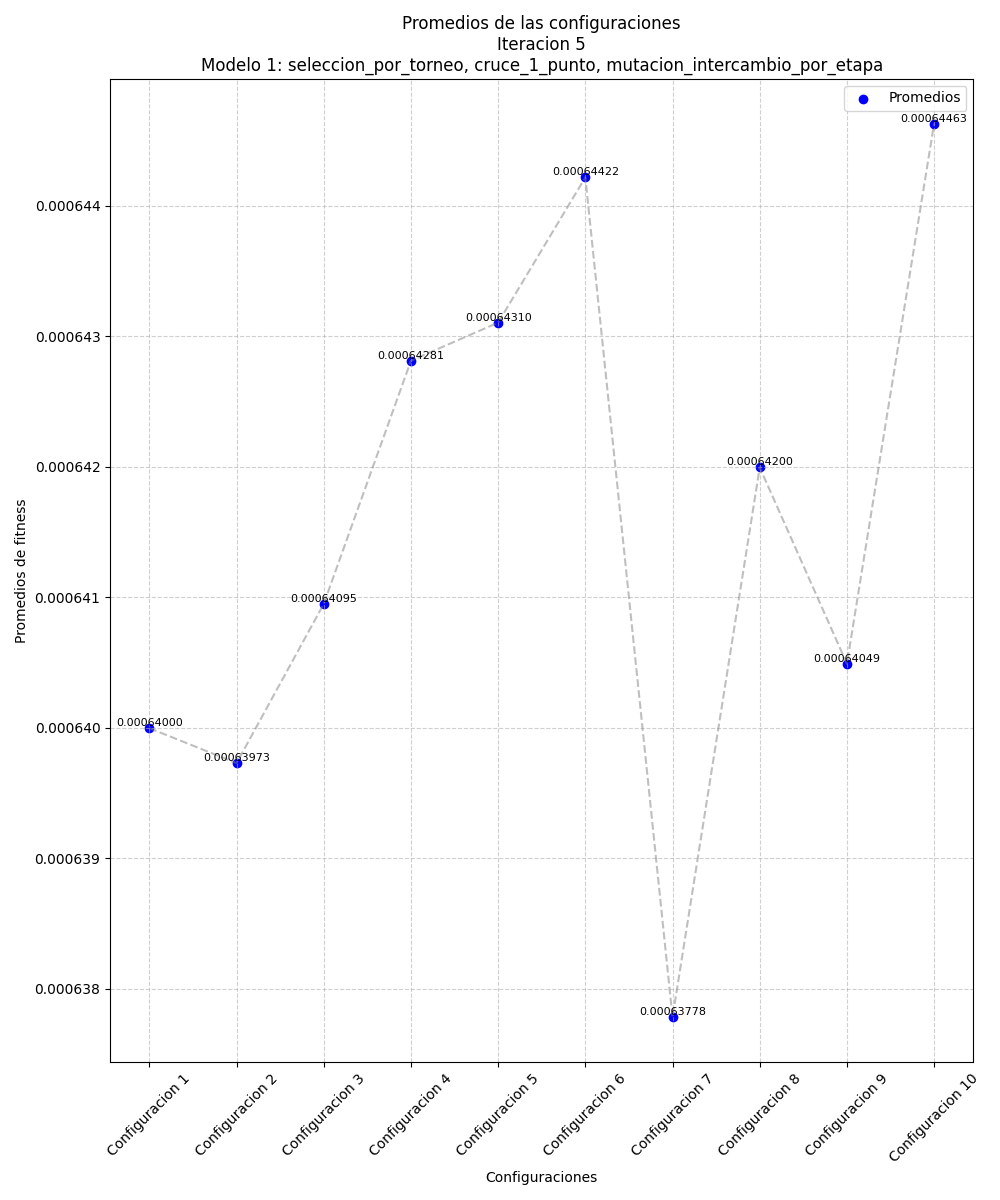 Promedios de las configuraciones
Iteracion 5
Modelo 1: seleccion_por_torneo, cruce_1_punto, mutacion_intercambio_por_etapa
Promedios
0.00064463
0.00064422
0.000644
0.00064310
0.000643
0.00064281
0.00064200
0.000642
0.00064095
0.000641
0.00064049
0.00064000
0.000640
0.00063973
0.000639
0.000638
0.00063778
Promedios de fitness
Configuracion 1
Configuracion 2
Configuracion 3
Configuracion 4
Configuracion 5
Configuracion 6
Configuracion 7
Configuracion 8
Configuracion 9
Configuracion 10
Configuraciones